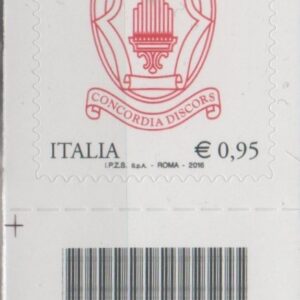 CONCORDIA DISCORS
ITALIA € 0,95
I.P.Z.S. S.p.A. - ROMA - 2016